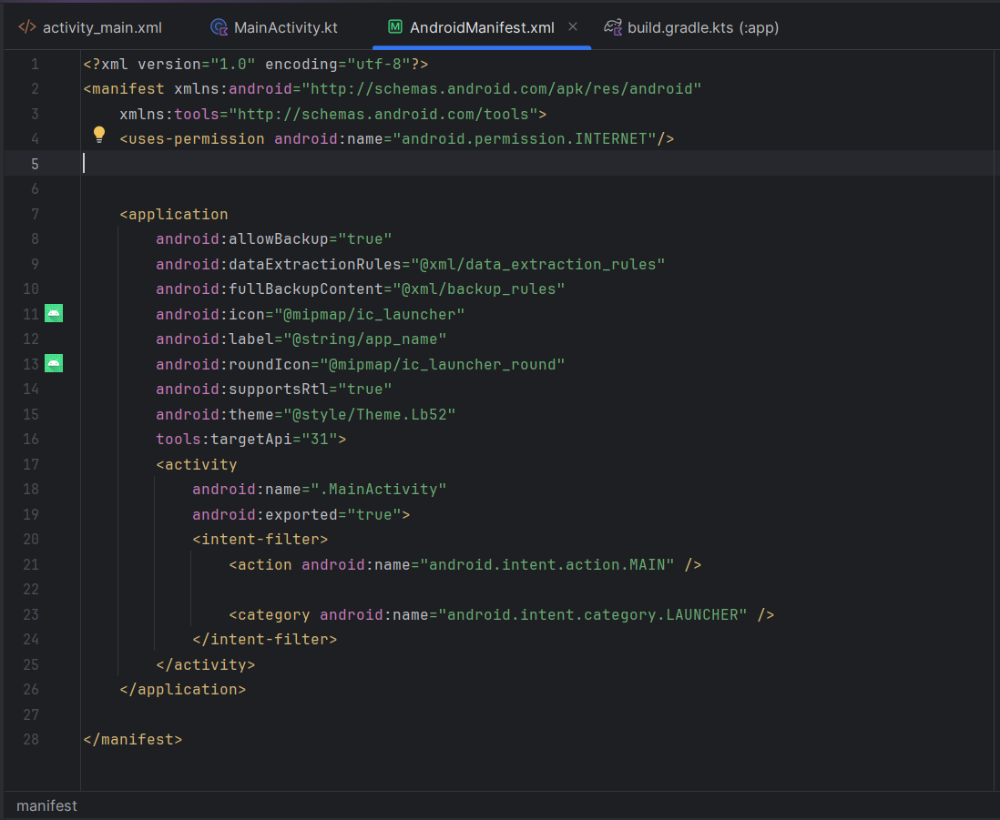 activity_main.xml MainActivity.kt AndroidManifest.xml build.gradle.kts (:app)
1 <?xml version="1.0" encoding="utf-8"?>
2 <manifest xmlns:android="http://schemas.android.com/apk/res/android"
3     xmlns:tools="http://schemas.android.com/tools">
4     <uses-permission android:name="android.permission.INTERNET"/>
5
6
7     <application
8         android:allowBackup="true"
9         android:dataExtractionRules="@xml/data_extraction_rules"
10         android:fullBackupContent="@xml/backup_rules"
11         android:icon="@mipmap/ic_launcher"
12         android:label="@string/app_name"
13         android:roundIcon="@mipmap/ic_launcher_round"
14         android:supportsRtl="true"
15         android:theme="@style/Theme.Lb52"
16         tools:targetApi="31">
17         <activity
18             android:name=".MainActivity"
19             android:exported="true">
20             <intent-filter>
21                 <action android:name="android.intent.action.MAIN" />
22
23                 <category android:name="android.intent.category.LAUNCHER" />
24             </intent-filter>
25         </activity>
26     </application>
27
28 </manifest>
manifest